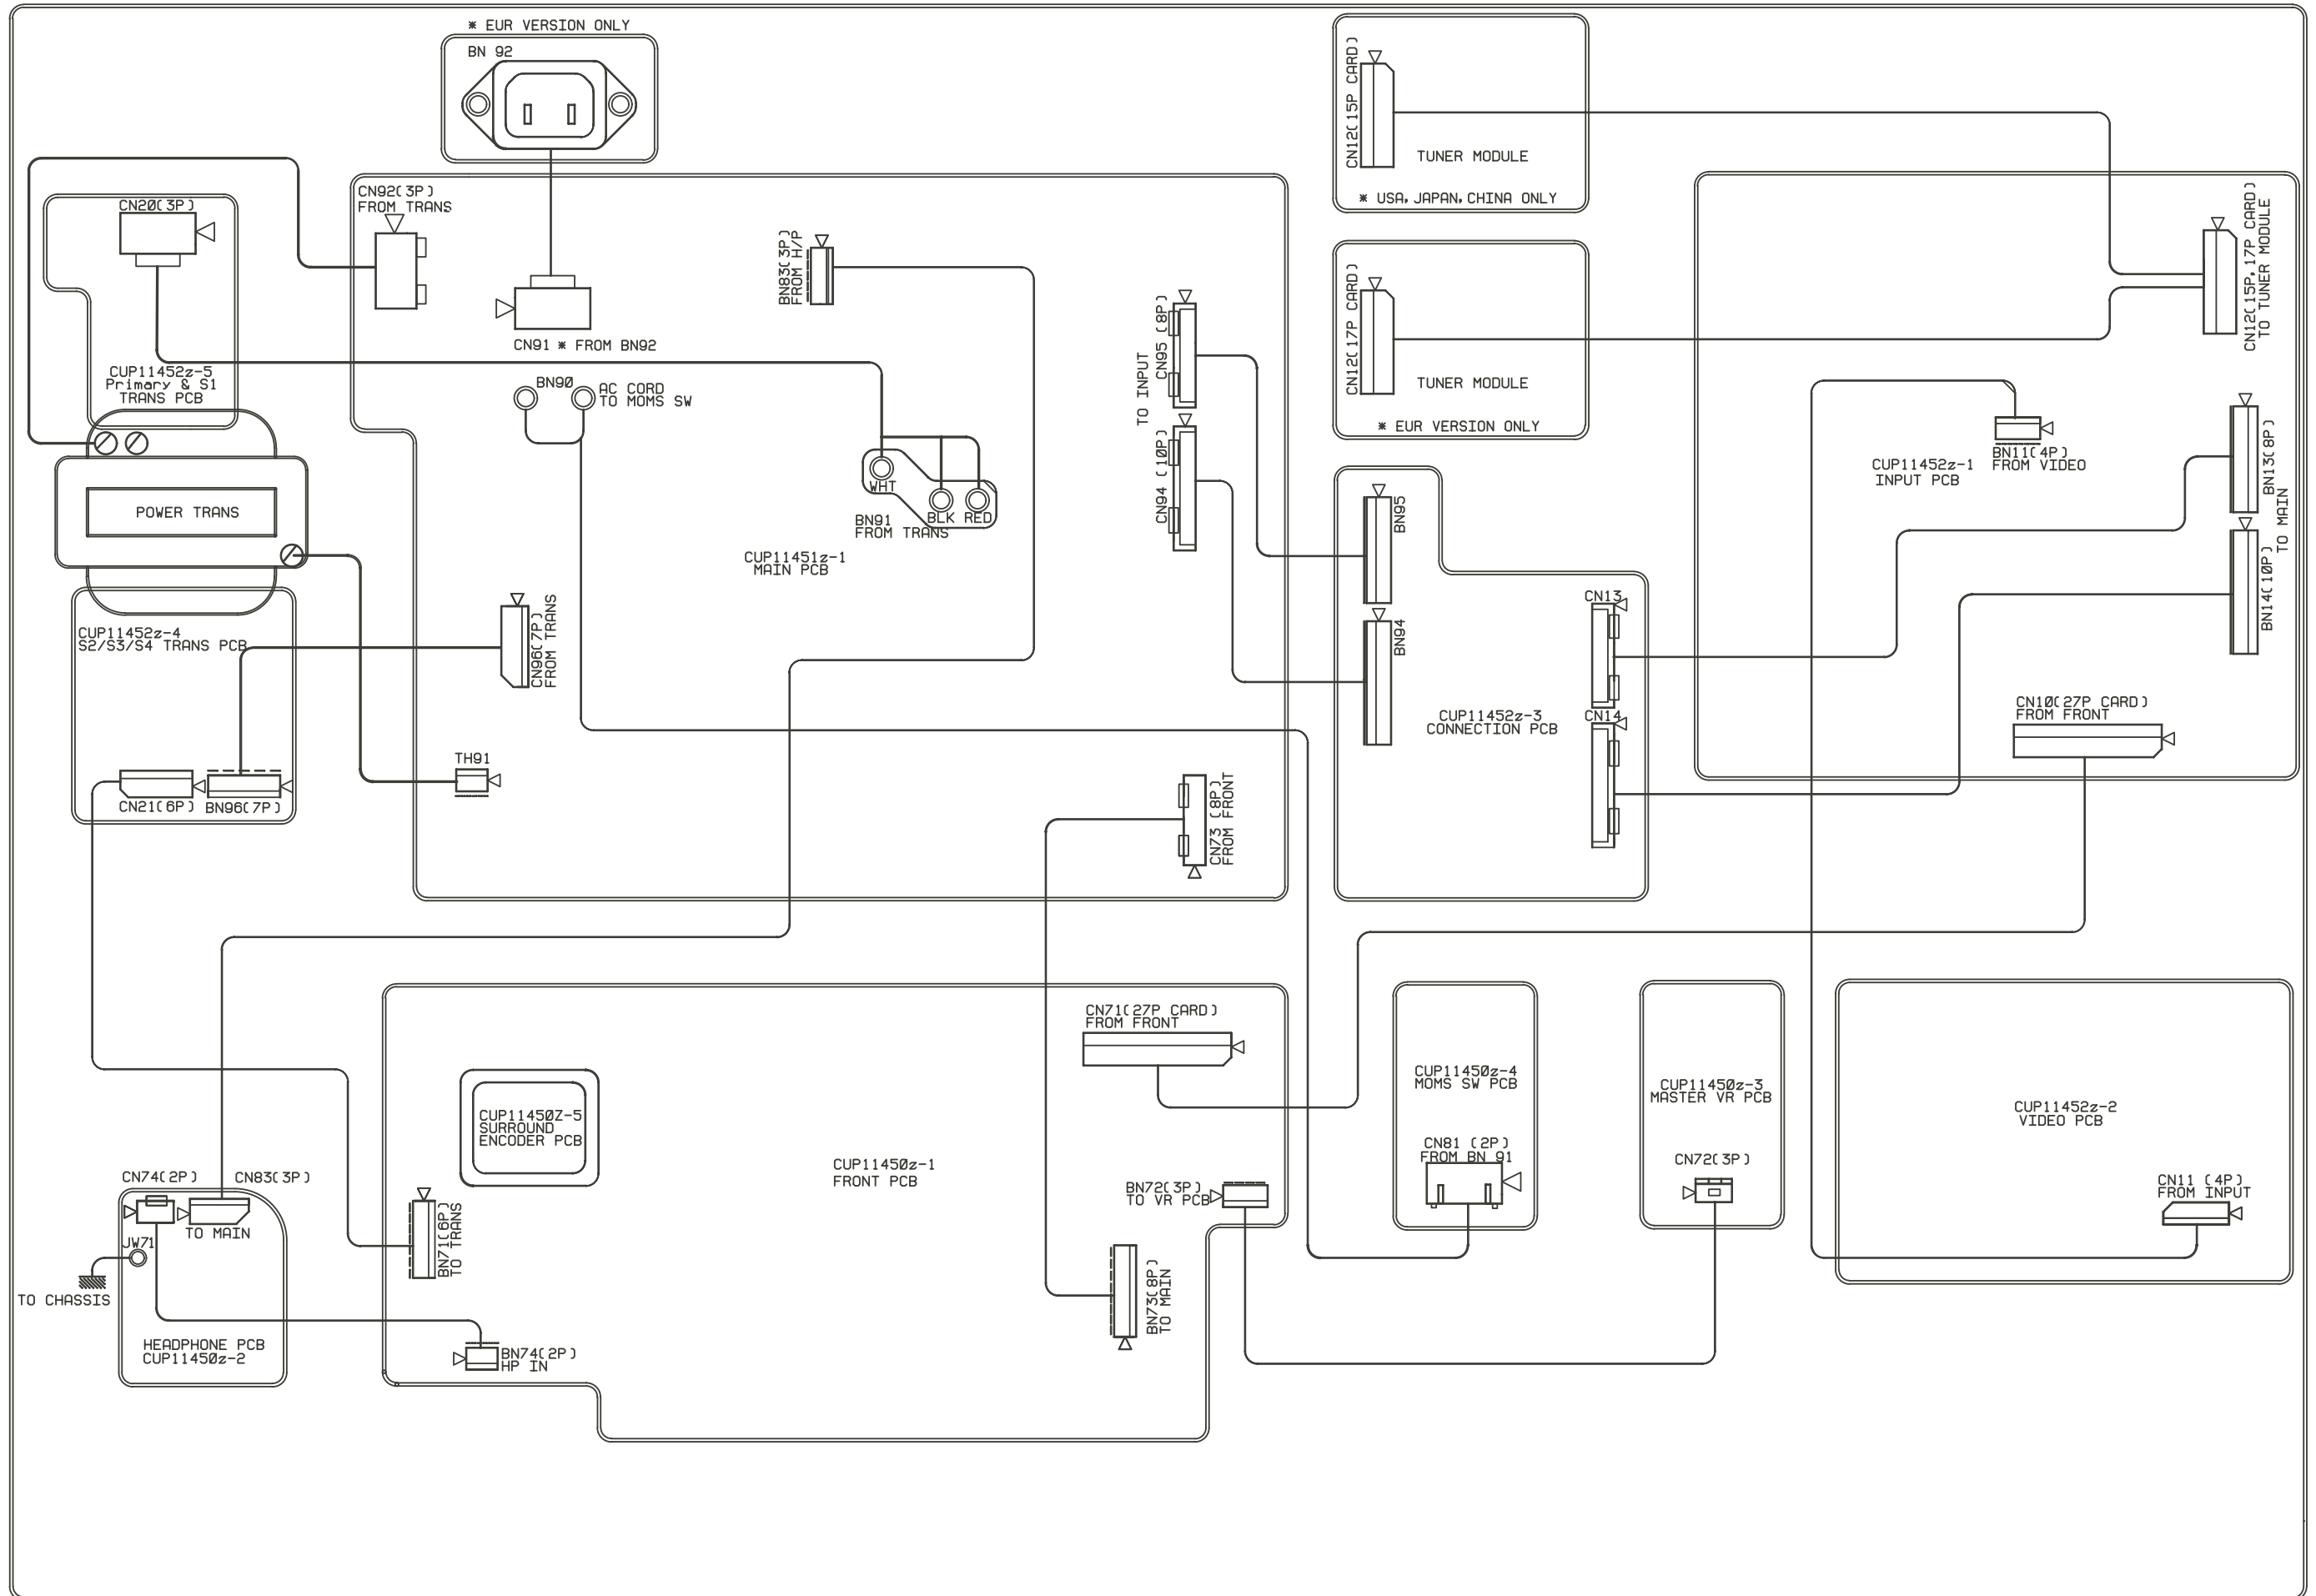 * EUR VERSION ONLY
BN 92
CN12(15P CARD)
TUNER MODULE
* USA, JAPAN, CHINA ONLY
CN92(3P)
FROM TRANS
CN20(3P)
BN83(3P)
FROM H/P
CN12(15P, 17P CARD)
TO TUNER MODULE
CN91 * FROM BN92
CN95 (8P)
TO INPUT
CN94 (10P)
CN12(17P CARD)
TUNER MODULE
* EUR VERSION ONLY
CUP11452z-5
Primary & S1
TRANS PCB
BN90
AC CORD
TO MOMS SW
BN11(4P)
FROM VIDEO
CUP11452z-1
INPUT PCB
BN13(8P)
TO MAIN
BN14(10P)
POWER TRANS
WHT
BLK RED
BN91
FROM TRANS
CUP11451z-1
MAIN PCB
BN95
BN94
CN13
CN14
CUP11452z-3
CONNECTION PCB
CUP11452z-4
S2/S3/S4 TRANS PCB
CN96(7P)
FROM TRANS
CN10(27P CARD)
FROM FRONT
TH91
CN21(6P)
BN96(7P)
CN73 (8P)
FROM FRONT
CN71(27P CARD)
FROM FRONT
CUP11450z-4
MOMS SW PCB
CUP11450z-3
MASTER VR PCB
CUP11452z-2
VIDEO PCB
CUP11450Z-5
SURROUND
ENCODER PCB
CUP11450z-1
FRONT PCB
CN81 (2P)
FROM BN 91
CN72(3P)
CN11 (4P)
FROM INPUT
CN74(2P)
CN83(3P)
TO MAIN
JW71
TO CHASSIS
BN71(6P)
TO TRANS
BN72(3P)
TO VR PCB
BN73(8P)
TO MAIN
HEADPHONE PCB
CUP11450z-2
BN74(2P)
HP IN